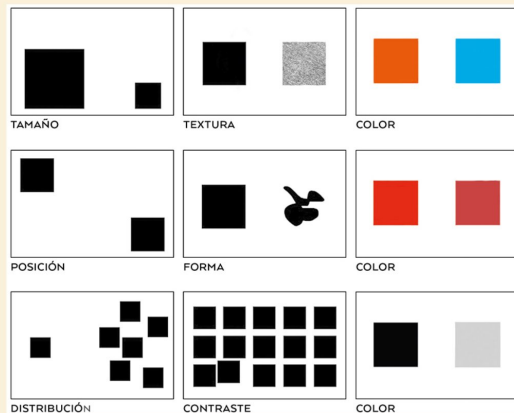 TAMAÑO
TEXTURA
COLOR
POSICIÓN
FORMA
COLOR
DISTRIBUCIÓN
CONTRASTE
COLOR